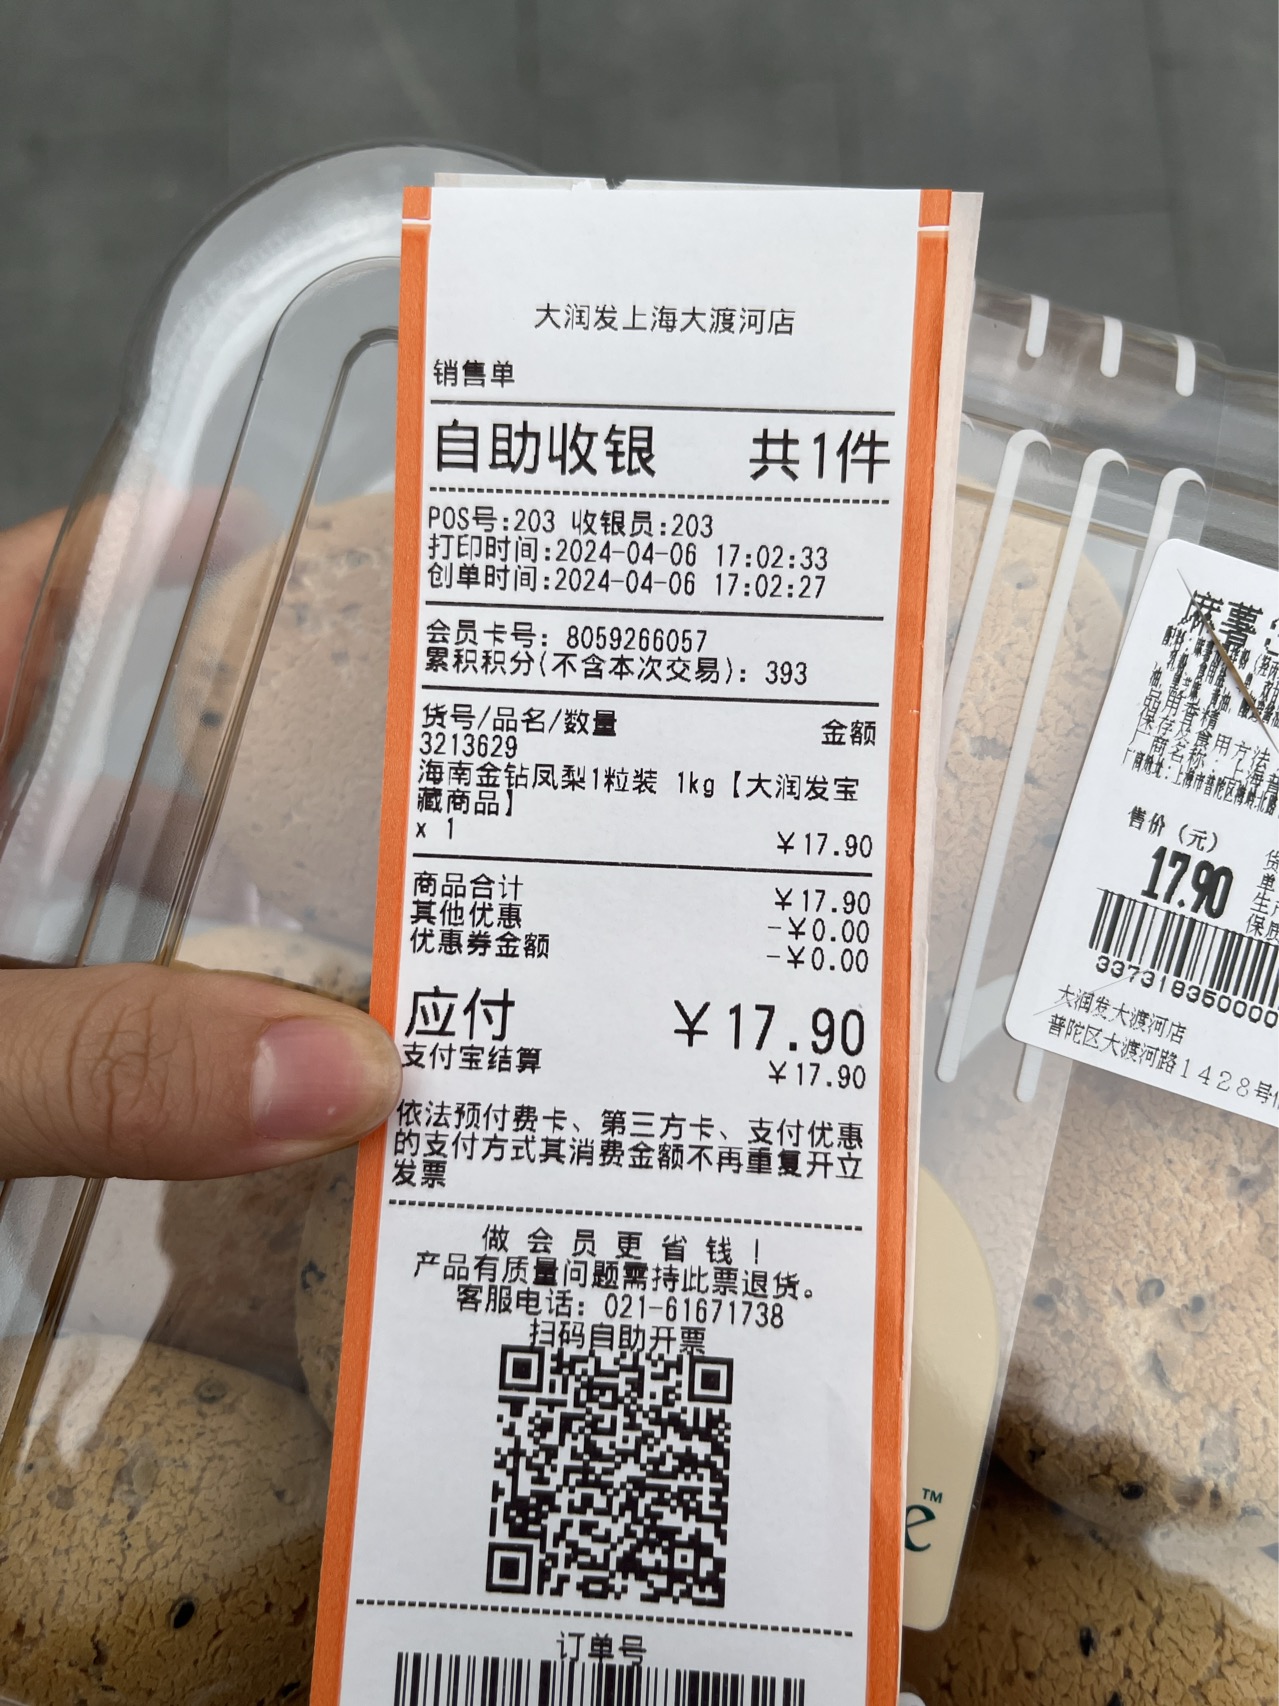 大润发上海大渡河店
销售单
自助收银 共1件
POS号:203 收银员:203
打印时间:2024-04-06 17:02:33
创单时间:2024-04-06 17:02:27
会员卡号: 8059266057
累积积分(不含本次交易): 393
货号/品名/数量 金额
3213629
海南金钻凤梨1粒装 1kg【大润发宝
藏商品】
x 1 ¥17.90
商品合计 ¥17.90
其他优惠 -¥0.00
优惠券金额 -¥0.00
应付 ¥17.90
支付宝结算 ¥17.90
依法预付费卡、第三方卡、支付优惠
的支付方式其消费金额不再重复开立
发票
做会员更省钱!
产品有质量问题需持此票退货。
客服电话: 021-61671738
扫码自助开票
订单号
麻薯
售价(元)
17.90
337319350000
大润发大渡河店
普陀区大渡河路1428号
TM